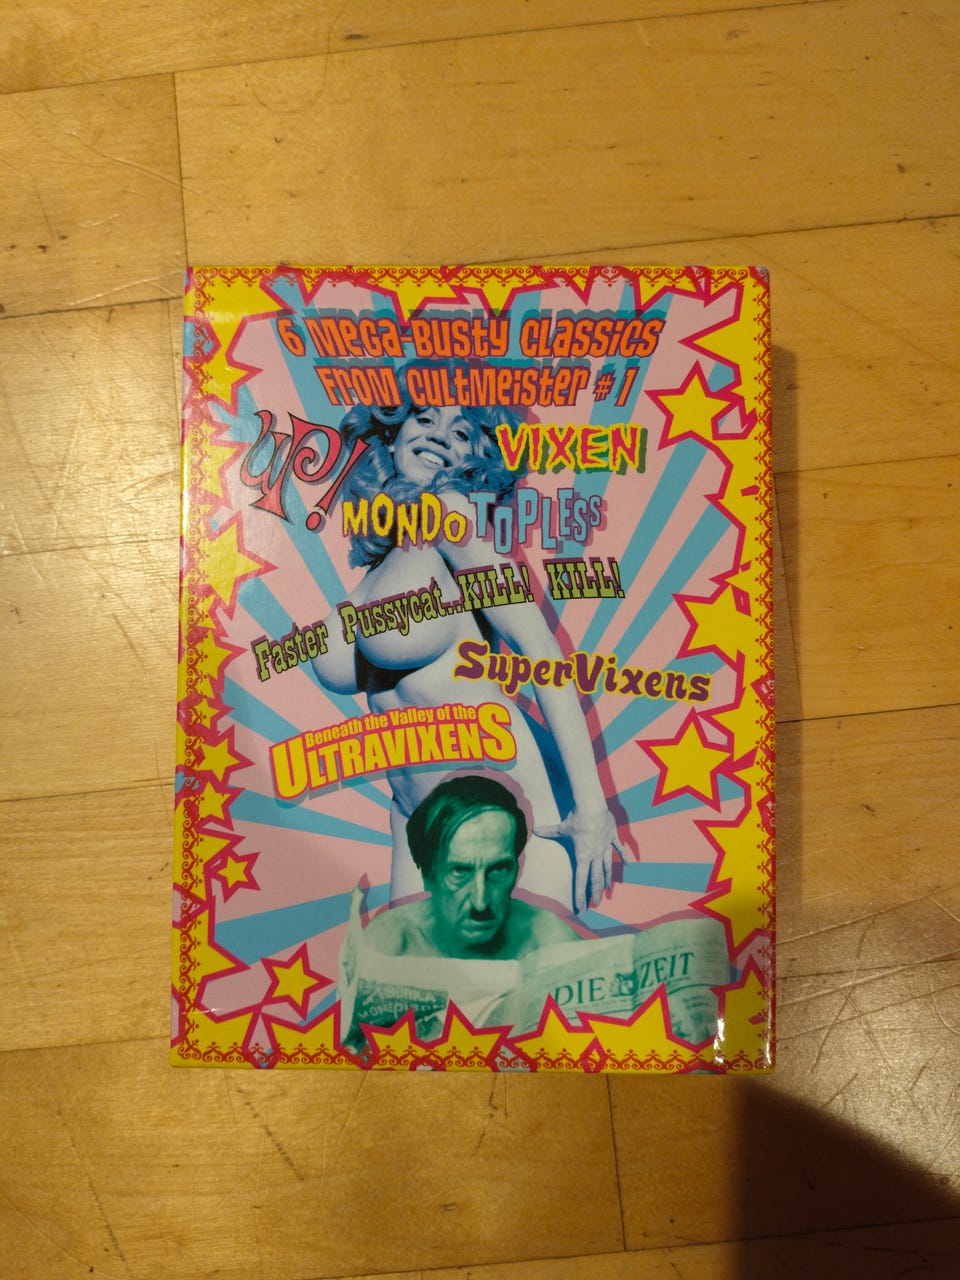 6 Mega-Busty Classics
From Cultmeister #1
UP!
VIXEN
MONDO TOPLESS
Faster Pussycat...KILL! KILL!
SuperVixens
Beneath the Valley of the
ULTRAVIXENS
DIE ZEIT